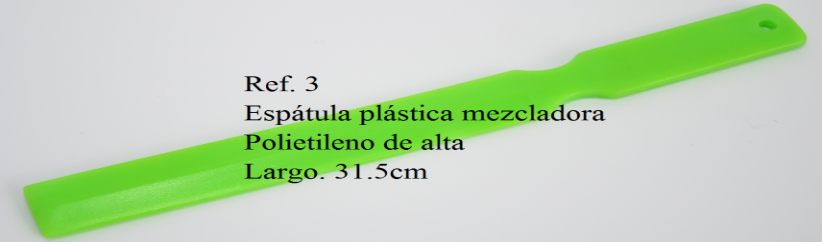 Ref. 3
Espátula plástica mezcladora
Polietileno de alta
Largo. 31.5cm